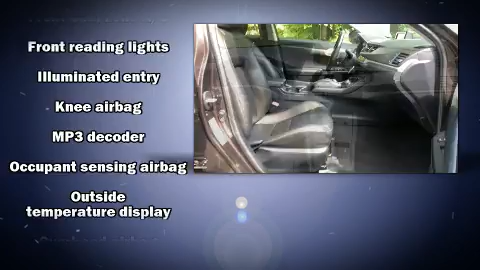 Front reading lights
Illuminated entry
Knee airbag
MP3 decoder
Occupant sensing airbag
Outside
temperature display